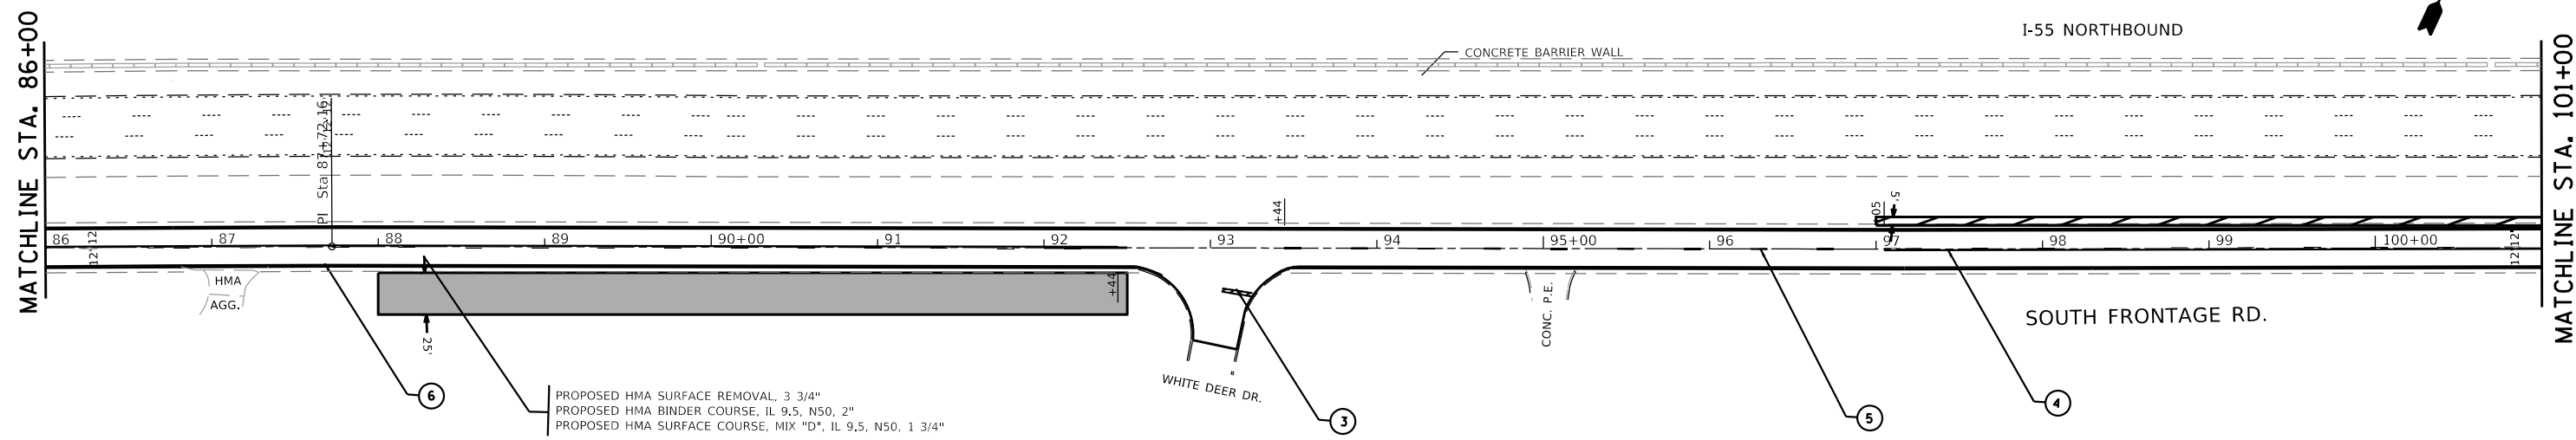 MATCHLINE STA. 86+00
I-55 NORTHBOUND
CONCRETE BARRIER WALL
MATCHLINE STA. 101+00
PI Sta 87+72.16
12' 12'
+44
+05
5'
86
87
88
89
90+00
91
92
93
94
95+00
96
97
98
99
100+00
12' 12'
12' 12'
HMA
AGG.
+44
25'
CONC. P.E.
SOUTH FRONTAGE RD.
WHITE DEER DR.
6
PROPOSED HMA SURFACE REMOVAL, 3 3/4"
PROPOSED HMA BINDER COURSE, IL 9.5, N50, 2"
PROPOSED HMA SURFACE COURSE, MIX "D", IL 9.5, N50, 1 3/4"
3
5
4